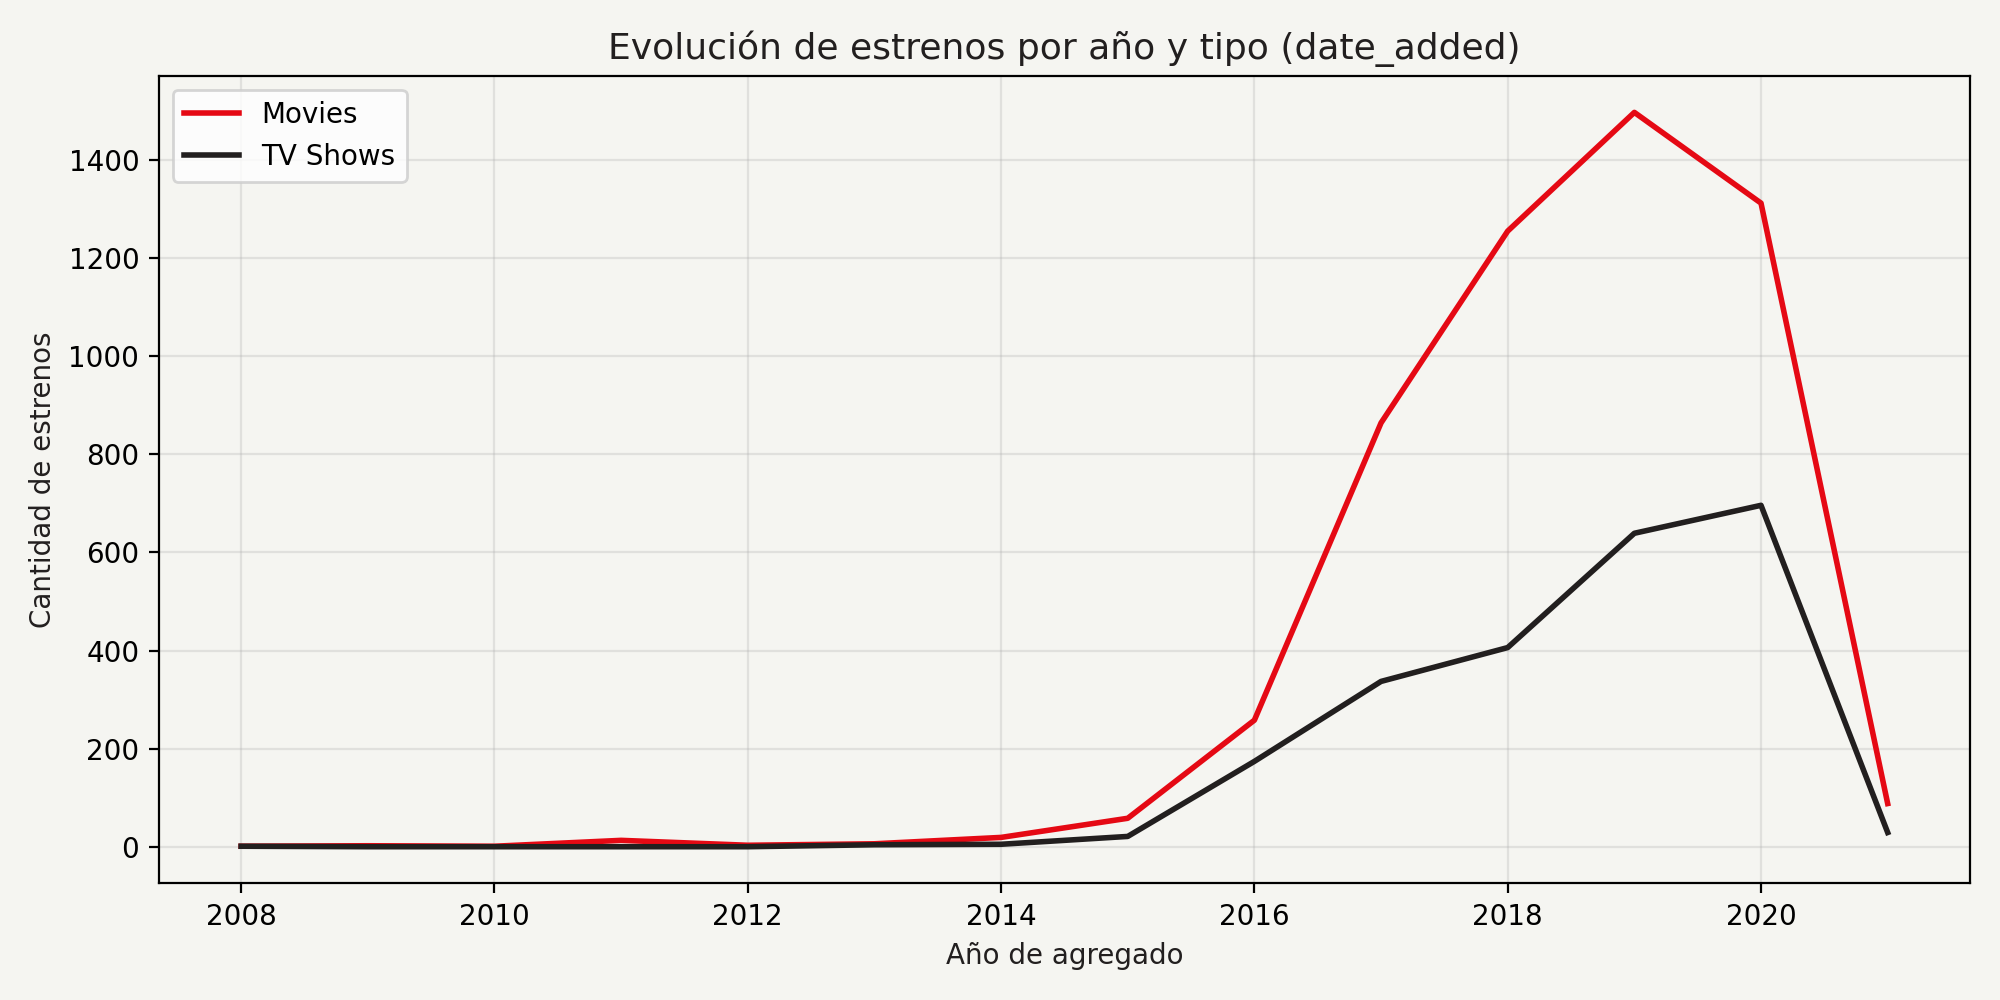 Evolución de estrenos por año y tipo (date_added)
Movies
TV Shows
Cantidad de estrenos
1400
1200
1000
800
600
400
200
0
2008 2010 2012 2014 2016 2018 2020
Año de agregado